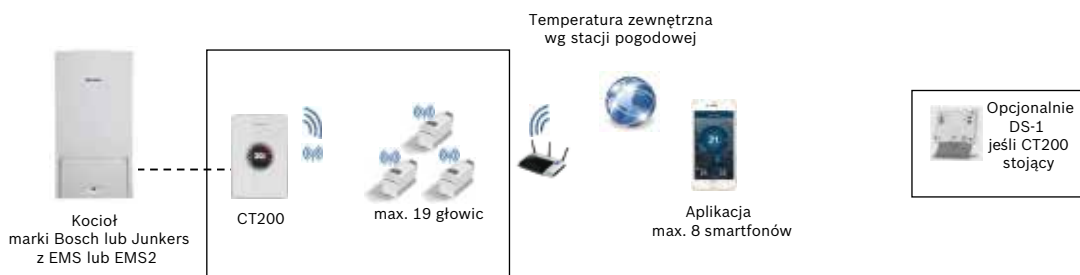 Temperatura zewnętrzna
wg stacji pogodowej
Opcjonalnie
DS-1
jeśli CT200
stojący
21
Kocioł
marki Bosch lub Junkers
z EMS lub EMS2
CT200
max. 19 głowic
Aplikacja
max. 8 smartfonów